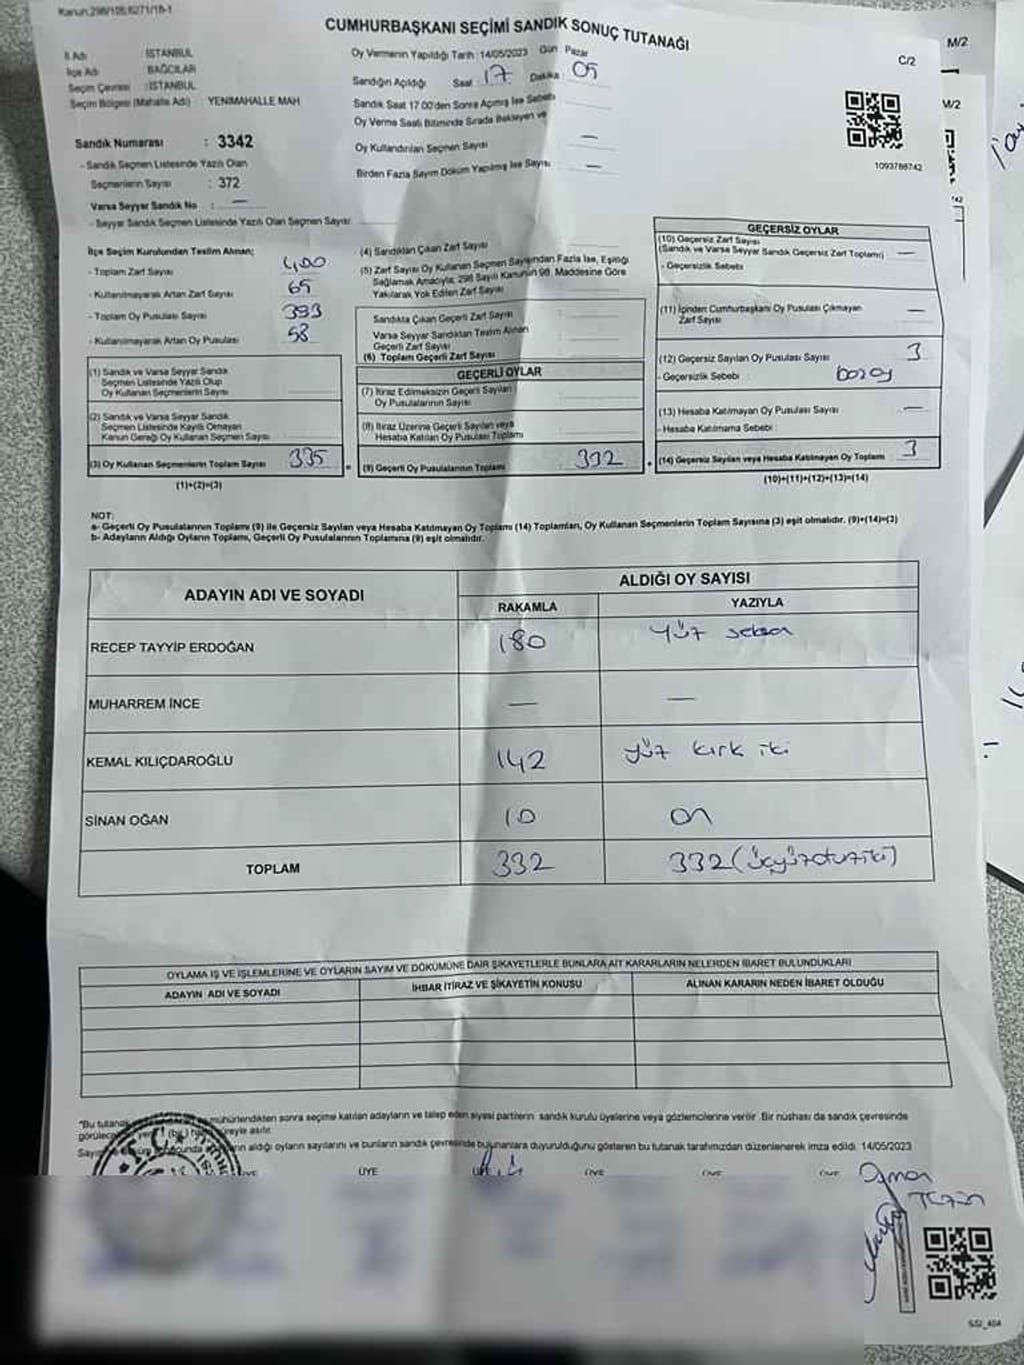 Kanun:298/105,6271/18-1
CUMHURBAŞKANI SEÇİMİ SANDIK SONUÇ TUTANAĞI
M/2
C/2
M/2
İl Adı : İSTANBUL
İlçe Adı : BAĞCILAR
Seçim Çevresi : İSTANBUL
Seçim Bölgesi (Mahalle Adı) : YENİMAHALLE MAH
Oy Vermenin Yapıldığı Tarih :14/05/2023 Gün Pazar
Sandığın Açıldığı Saat 17 Dakika 05
Sandık Saat 17:00'den Sonra Açılmış İse Sebebi
Oy Verme Saati Bitiminde Sırada Bekleyen ve
Oy Kullandırılan Seçmen Sayısı —
Birden Fazla Sayım Döküm Yapılmış İse Sayısı —
1093786742
Sandık Numarası : 3342
- Sandık Seçmen Listesinde Yazılı Olan
Seçmenlerin Sayısı : 372
Varsa Seyyar Sandık No : —
- Seyyar Sandık Seçmen Listesinde Yazılı Olan Seçmen Sayısı:
İlçe Seçim Kurulundan Teslim Alınan;
- Toplam Zarf Sayısı 400
- Kullanılmayarak Artan Zarf Sayısı 65
- Toplam Oy Pusulası Sayısı 393
- Kullanılmayarak Artan Oy Pusulası 58
(1) Sandık ve Varsa Seyyar Sandık
Seçmen Listesinde Yazılı Olup
Oy Kullanan Seçmenlerin Sayısı
(2) Sandık ve Varsa Seyyar Sandık
Seçmen Listesinde Kayıtlı Olmayan
Kanun Gereği Oy Kullanan Seçmen Sayısı
(3) Oy Kullanan Seçmenlerin Toplam Sayısı 335
(1)+(2)=(3)
(4) Sandıktan Çıkan Zarf Sayısı
(5) Zarf Sayısı Oy Kullanan Seçmen Sayısından Fazla İse, Eşitliği
Sağlamak Amacıyla, 298 Sayılı Kanunun 98. Maddesine Göre
Yakılarak Yok Edilen Zarf Sayısı
Sandıkta Çıkan Geçerli Zarf Sayısı
Varsa Seyyar Sandıktan Teslim Alınan
Geçerli Zarf Sayısı
(6) Toplam Geçerli Zarf Sayısı
GEÇERLİ OYLAR
(7) İtiraz Edilmeksizin Geçerli Sayılan
Oy Pusulalarının Sayısı
(8) İtiraz Üzerine Geçerli Sayılan veya
Hesaba Katılan Oy Pusulası Toplamı
(9) Geçerli Oy Pusulalarının Toplamı 332
GEÇERSİZ OYLAR
(10) Geçersiz Zarf Sayısı
(Sandık ve Varsa Seyyar Sandık Geçersiz Zarf Toplamı) —
- Geçersizlik Sebebi
(11) İçinden Cumhurbaşkanı Oy Pusulası Çıkmayan
Zarf Sayısı —
(12) Geçersiz Sayılan Oy Pusulası Sayısı 3
- Geçersizlik Sebebi :
(13) Hesaba Katılmayan Oy Pusulası Sayısı —
- Hesaba Katılmama Sebebi :
(14) Geçersiz Sayılan veya Hesaba Katılmayan Oy Toplamı 3
(10)+(11)+(12)+(13)=(14)
NOT:
a- Geçerli Oy Pusulalarının Toplamı (9) ile Geçersiz Sayılan veya Hesaba Katılmayan Oy Toplamı (14) Toplamları, Oy Kullanan Seçmenlerin Toplam Sayısına (3) eşit olmalıdır. (9)+(14)=(3)
b- Adayların Aldığı Oyların Toplamı, Geçerli Oy Pusulalarının Toplamına (9) eşit olmalıdır.
ADAYIN ADI VE SOYADI
ALDIĞI OY SAYISI
RAKAMLA YAZIYLA
RECEP TAYYİP ERDOĞAN 180 yüz seksen
MUHARREM İNCE — —
KEMAL KILIÇDAROĞLU 142 yüz kırk iki
SİNAN OĞAN 10 on
TOPLAM 332 332 (üçyüzotuziki)
OYLAMA İŞ VE İŞLEMLERİNE VE OYLARIN SAYIM VE DÖKÜMÜNE DAİR ŞİKAYETLERLE BUNLARA AİT KARARLARIN NELERDEN İBARET BULUNDUKLARI
ADAYIN ADI VE SOYADI İHBAR İTİRAZ VE ŞİKAYETİN KONUSU ALINAN KARARIN NEDEN İBARET OLDUĞU
"Bu tutanak mühürlendikten sonra seçime katılan adayların ve talep eden siyasi partilerin sandık kurulu üyelerine veya gözlemcilerine verilir. Bir nüshası da sandık çevresinde
görülecek yere (bir) süreyle asılır.
aldığı oyların sayılarını ve bunların sandık çevresinde bulunanlara duyurulduğunu gösteren bu tutanak tarafımızdan düzenlenerek imza edildi. 14/05/2023
ÜYE
SSİ_404